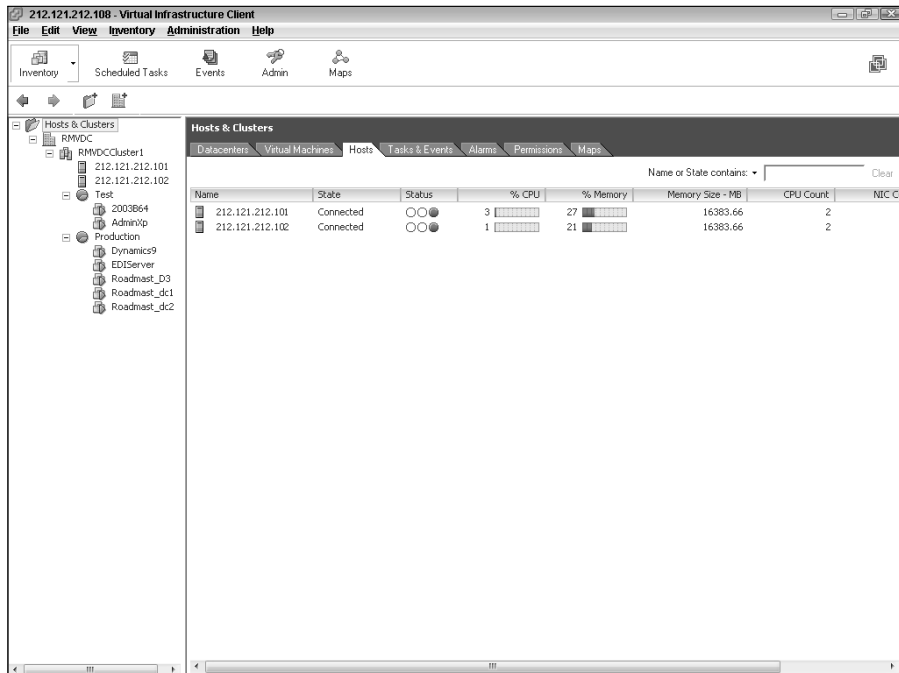 212.121.212.108 - Virtual Infrastructure Client
File Edit View Inventory Administration Help
Inventory Scheduled Tasks Events Admin Maps
Hosts & Clusters
RMVDC
RMVDCCluster1
212.121.212.101
212.121.212.102
Test
2003B64
AdminXp
Production
Dynamics9
EDIServer
Roadmast_D3
Roadmast_dc1
Roadmast_dc2
Hosts & Clusters
Datacenters Virtual Machines Hosts Tasks & Events Alarms Permissions Maps
Name or State contains: Clear
Name State Status % CPU % Memory Memory Size - MB CPU Count NIC C
212.121.212.101 Connected 3 27 16383.66 2
212.121.212.102 Connected 1 21 16383.66 2